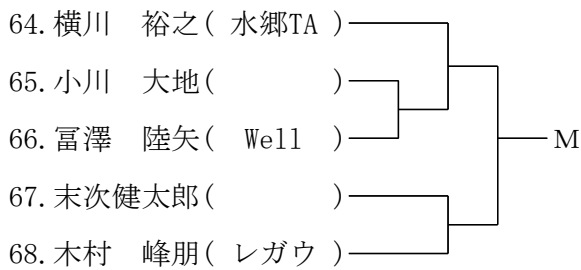 64.横川　裕之( 水郷TA )
65.小川　大地(　　　　)
66.冨澤　陸矢(　Well　)
M
67.末次健太郎(　　　　)
68.木村　峰朋( レガウ )